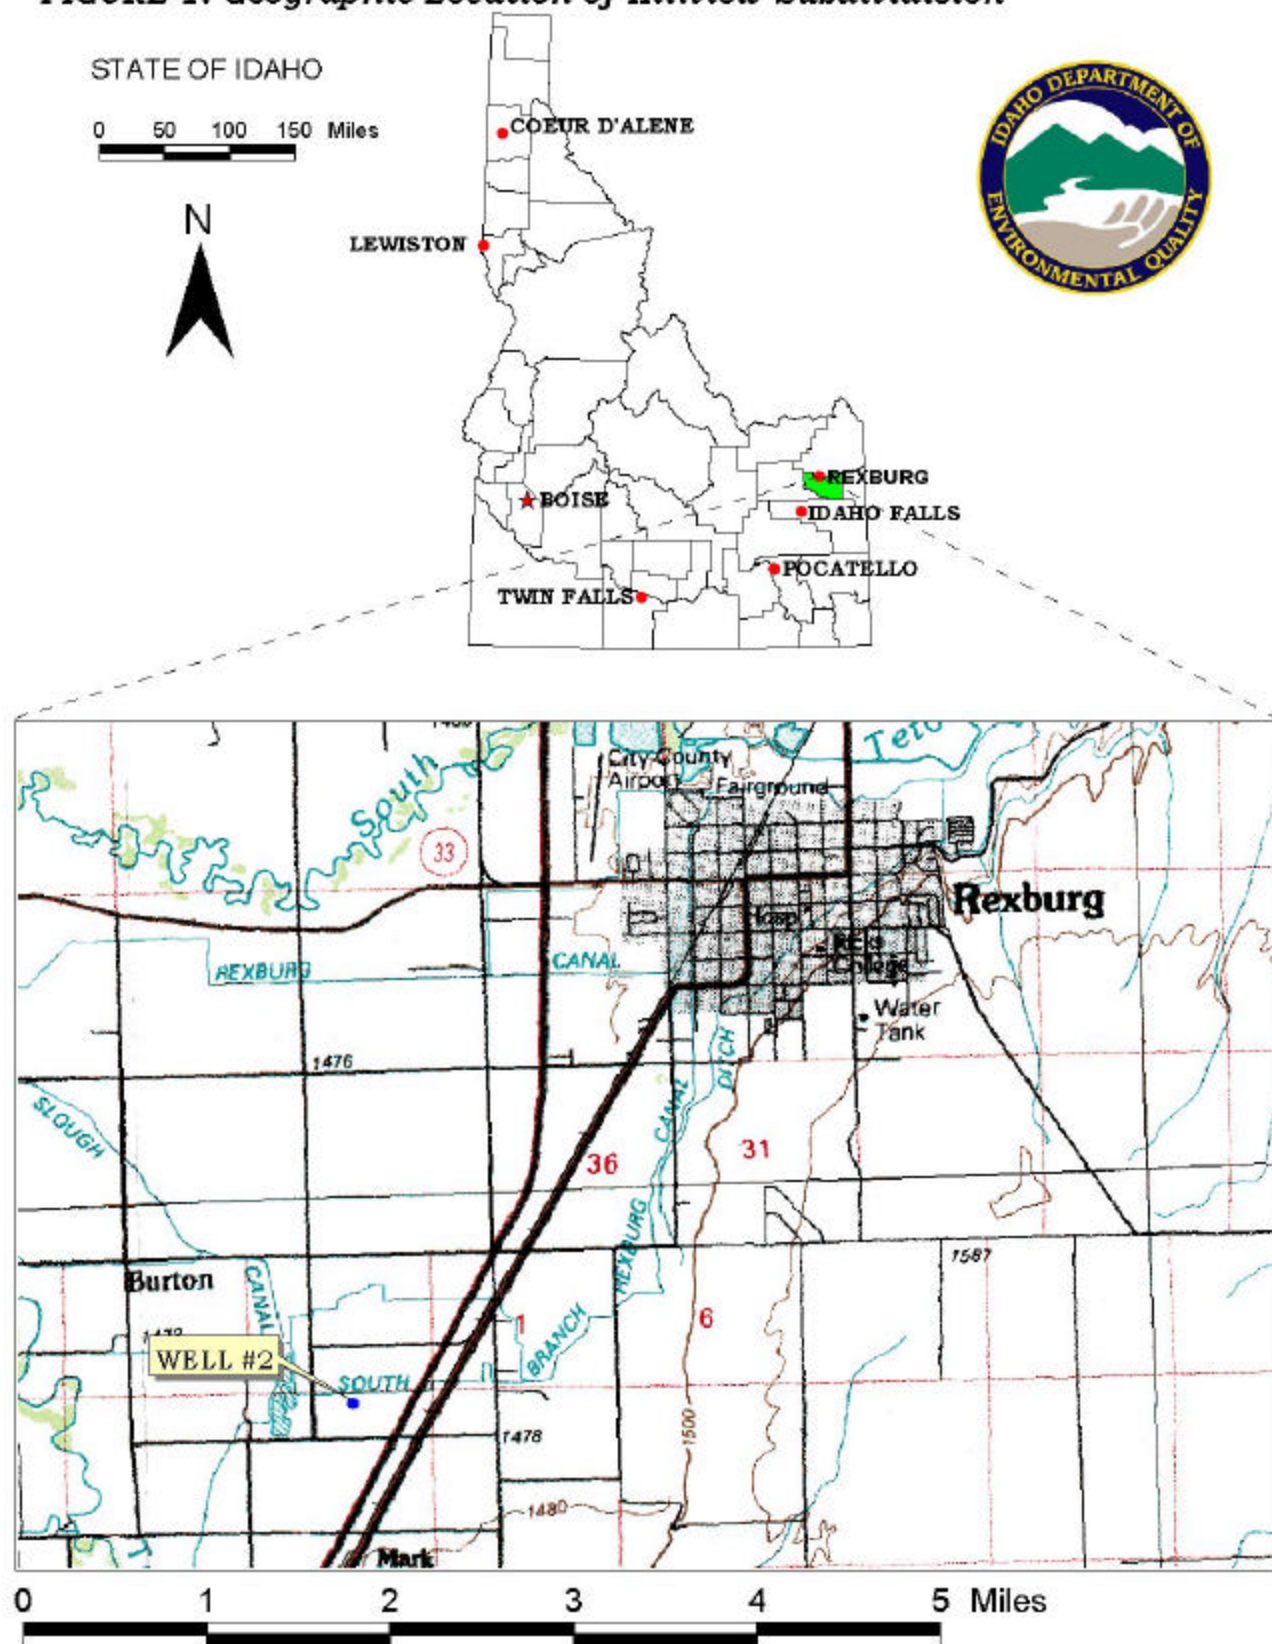 STATE OF IDAHO
0 50 100 150 Miles
N
IDAHO DEPARTMENT OF
ENVIRONMENTAL QUALITY
COEUR D'ALENE
LEWISTON
REXBURG
BOISE
IDAHO FALLS
POCATELLO
TWIN FALLS
City-County
Airport
Fairground
South
33
Rexburg
Hosp
College
REXBURG
CANAL
Water
Tank
1476
DITCH
CANAL
SLOUGH
36
31
REXBURG
1587
Burton
CANAL
1
6
BRANCH
WELL #2
SOUTH
1500
1478
1480
Mark
0 1 2 3 4 5 Miles